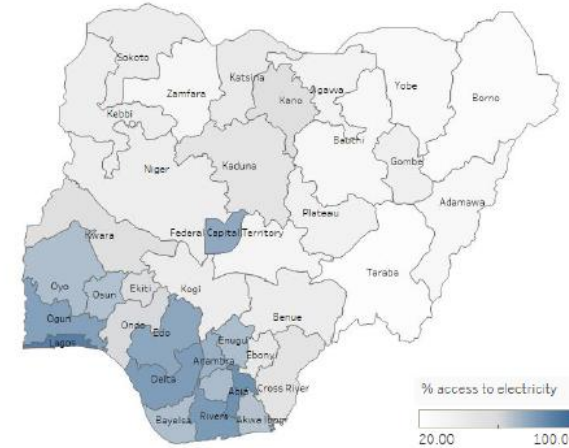 Sokoto
Katsina
Zamfara
Jigawa
Yobe
Kano
Borno
Kebbi
Bauchi
Gombe
Kaduna
Niger
Adamawa
Plateau
Federal Capital Territory
Kwara
Taraba
Oyo
Osun
Ekiti
Kogi
Ogun
Ondo
Edo
Benue
Lagos
Enugu
Anambra
Ebonyi
Delta
Abia
Cross River
Bayelsa
Rivers
Akwa Ibom
% access to electricity
20.00
100.0